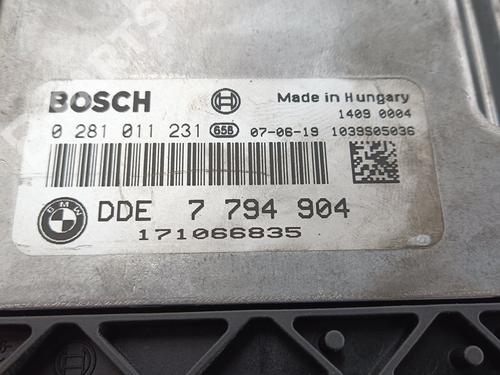 BOSCH
Made in Hungary
1409 0004
0 281 011 231 658 07-06-19 1039S05036
BMW
DDE 7 794 904
171066835